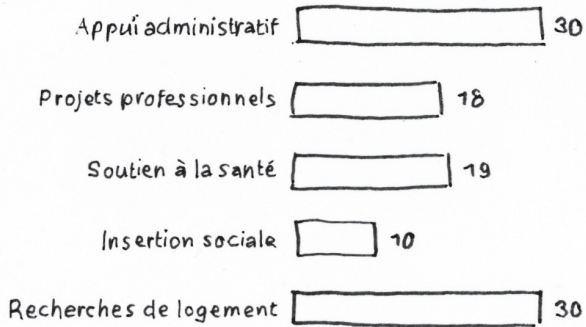 Appui administratif 30
Projets professionnels 18
Soutien à la santé 19
Insertion sociale 10
Recherches de logement 30